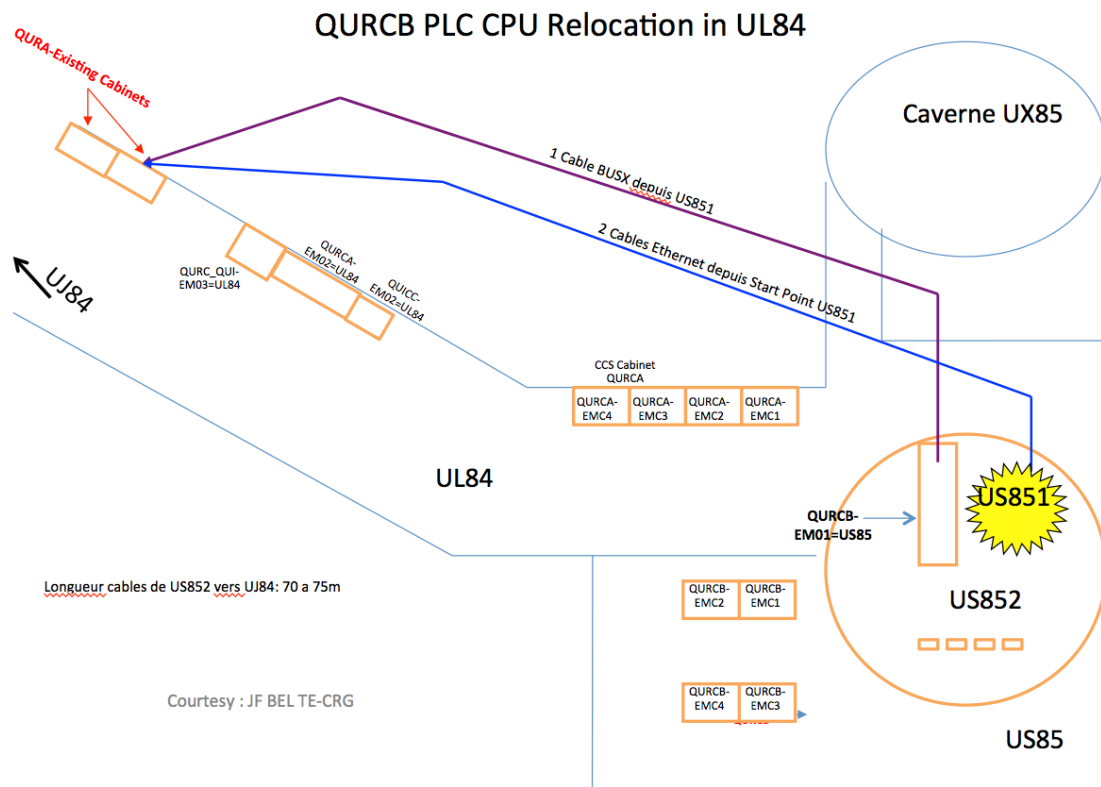 QURCB PLC CPU Relocation in UL84
QURA-Existing Cabinets
Caverne UX85
1 Cable BUSX depuis US851
2 Cables Ethernet depuis Start Point US851
UJ84
QURC_QUI-
EM03=UL84
QURCA-
EM02=UL84
QUICC-
EM02=UL84
CCS Cabinet
QURCA
QURCA-
EMC4
QURCA-
EMC3
QURCA-
EMC2
QURCA-
EMC1
UL84
US851
QURCB-
EM01=US85
Longueur cables de US852 vers UJ84: 70 a 75m
QURCB-
EMC2
QURCB-
EMC1
US852
Courtesy : JF BEL TE-CRG
QURCB-
EMC4
QURCB-
EMC3
US85